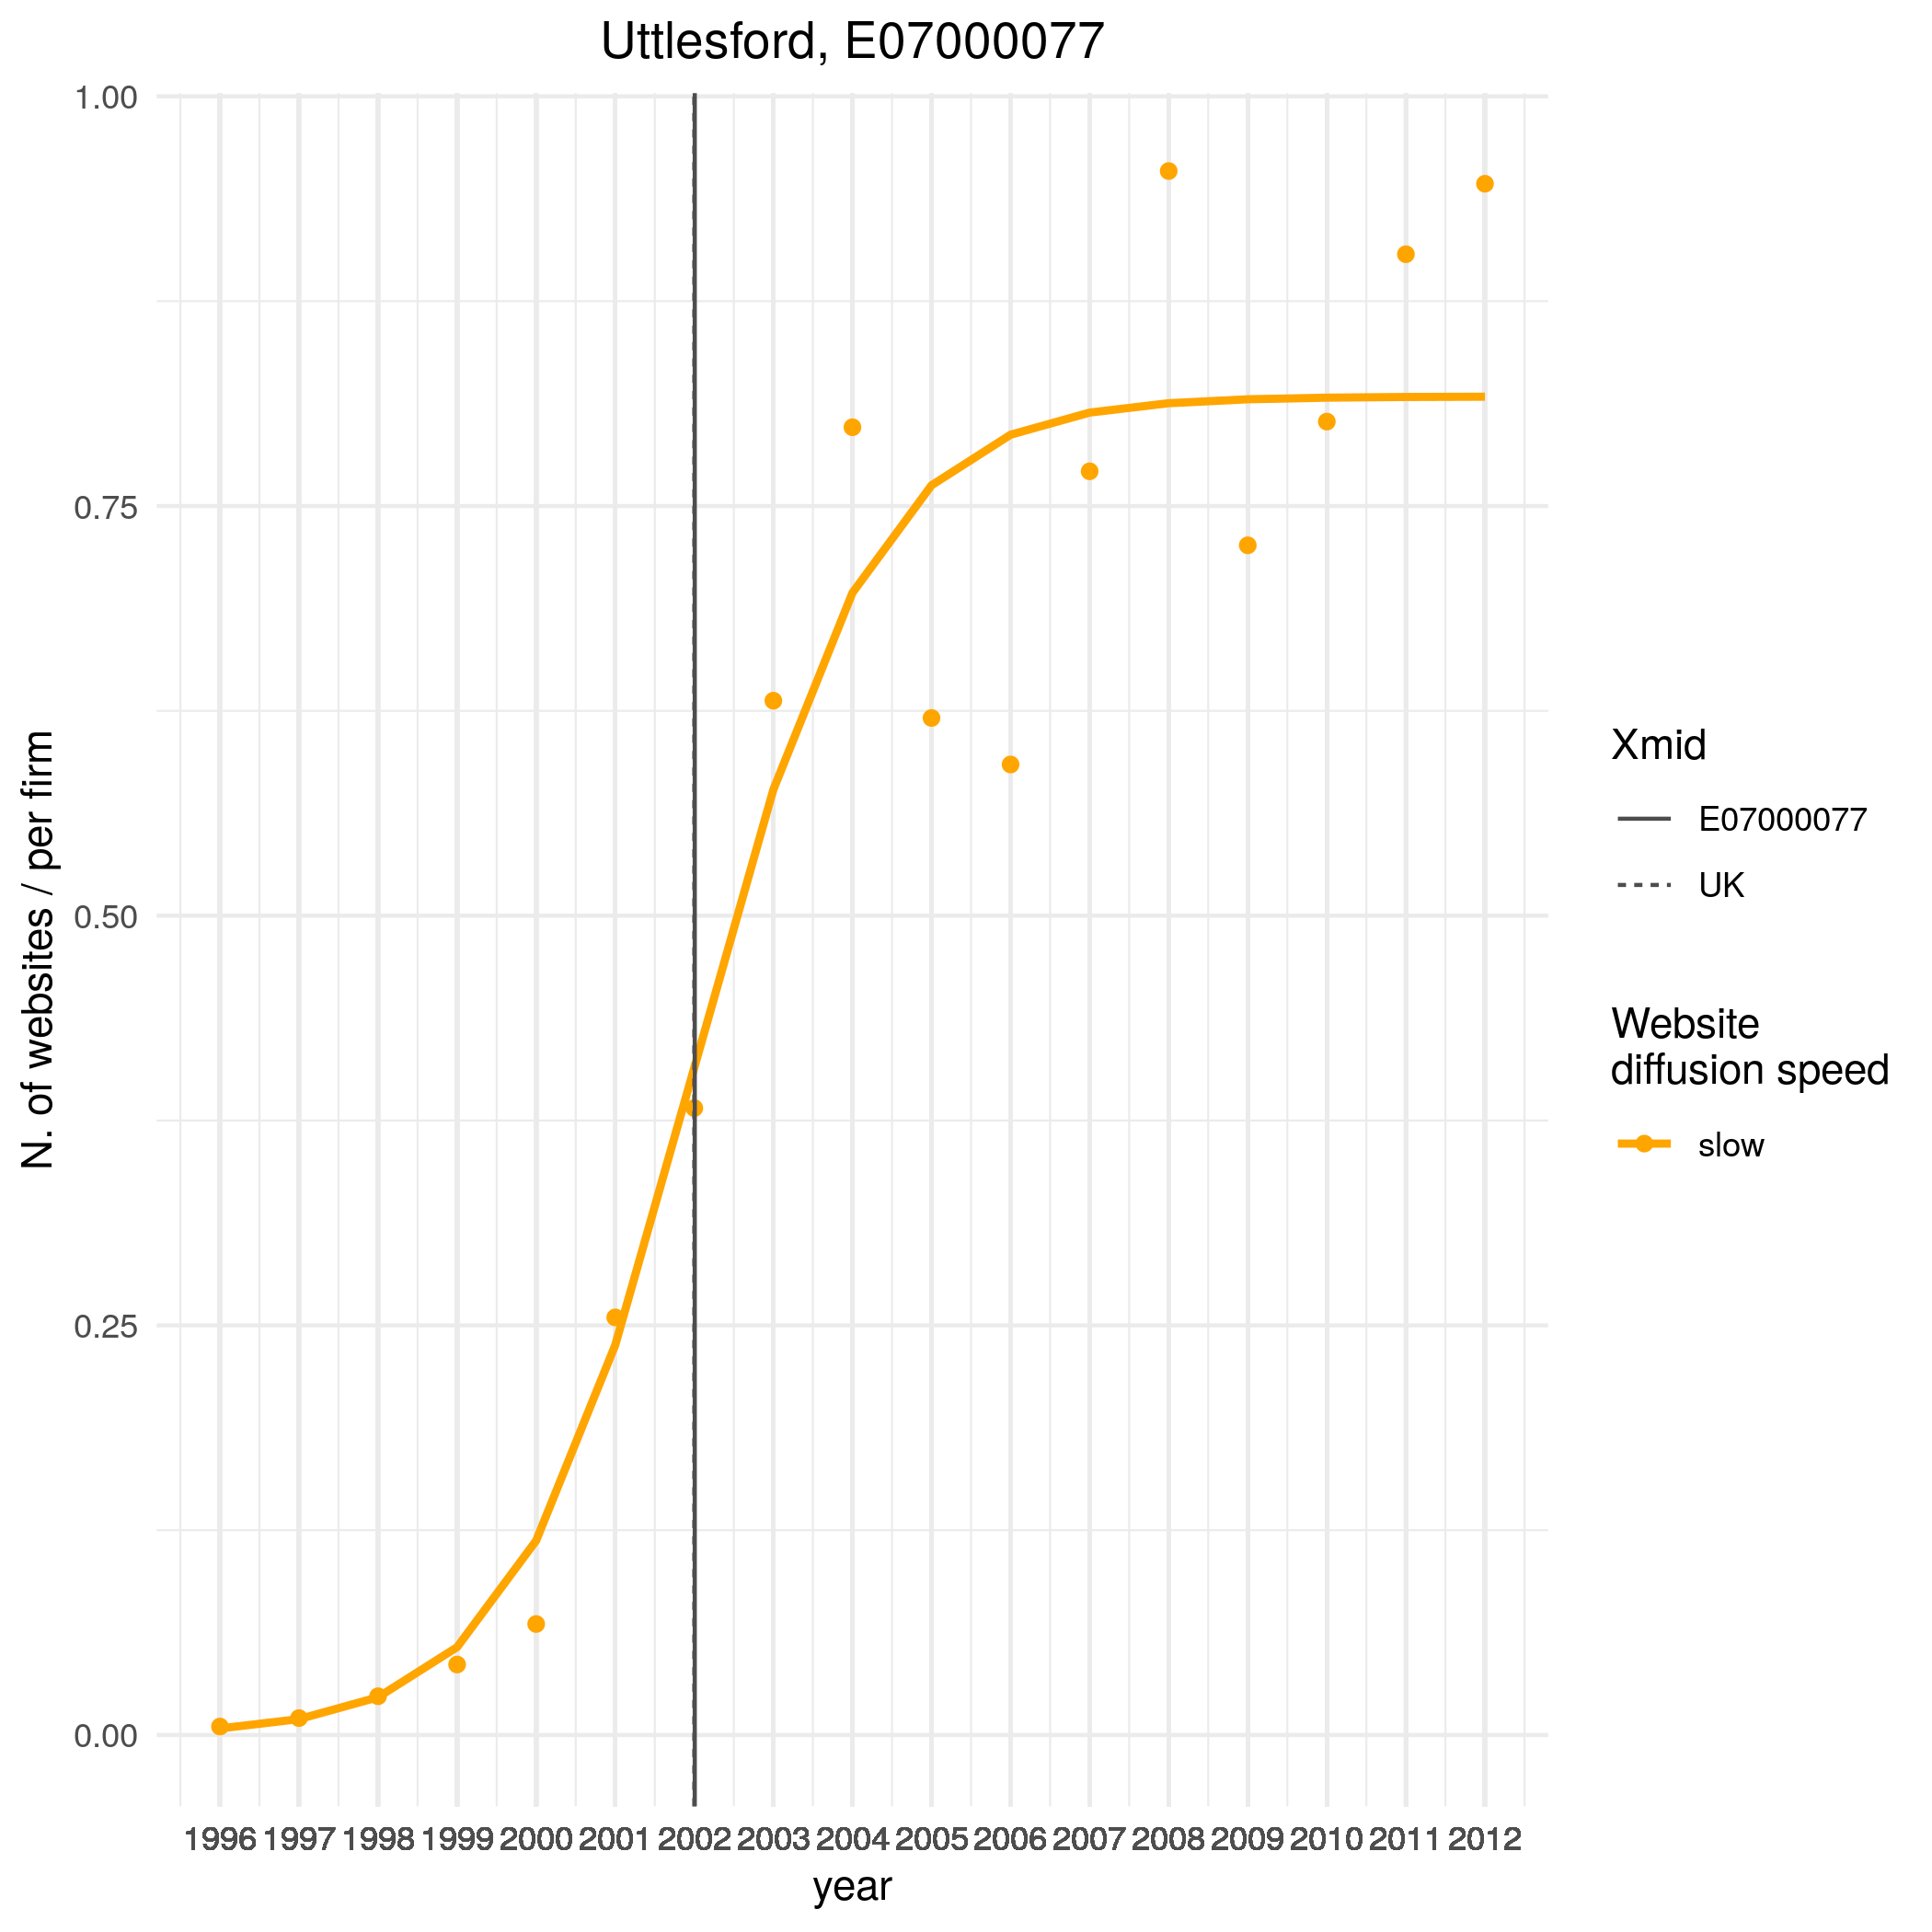 Uttlesford, E07000077
1.00
0.75
0.50
0.25
0.00
N. of websites / per firm
1996 1997 1998 1999 2000 2001 2002 2003 2004 2005 2006 2007 2008 2009 2010 2011 2012
year
Xmid
E07000077
UK
Website
diffusion speed
slow